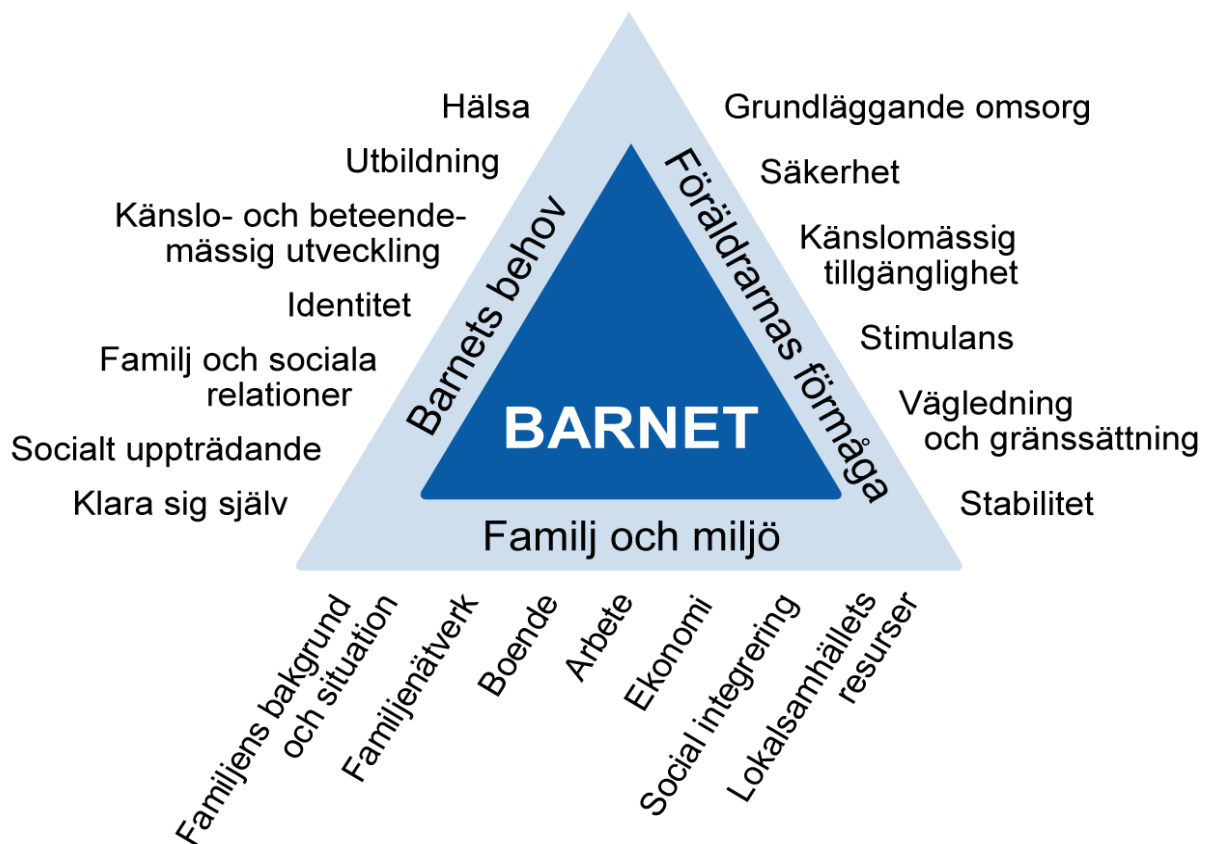 Hälsa
Utbildning
Känslo- och beteende-
mässig utveckling
Identitet
Familj och sociala
relationer
Socialt uppträdande
Klara sig själv
Barnets behov
BARNET
Föräldrarnas förmåga
Grundläggande omsorg
Säkerhet
Känslomässig
tillgänglighet
Stimulans
Vägledning
och gränssättning
Stabilitet
Familj och miljö
Familjens bakgrund
och situation
Familjenätverk
Boende
Arbete
Ekonomi
Social integrering
Lokalsamhällets
resurser